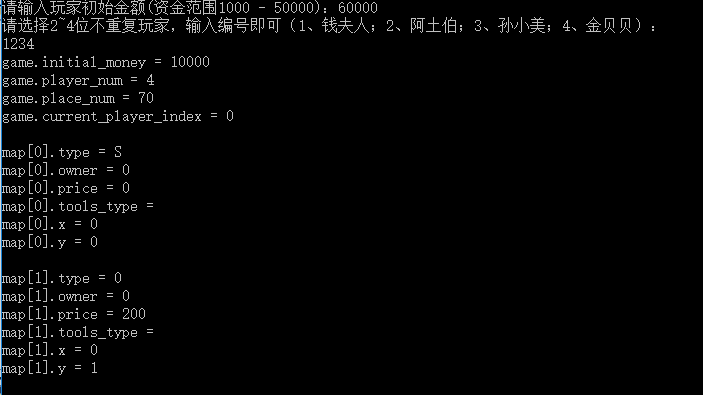 请输入玩家初始金额(资金范围1000 - 50000): 60000
请选择2~4位不重复玩家，输入编号即可（1、钱夫人；2、阿土伯；3、孙小美；4、金贝贝）:
1234
game.initial_money = 10000
game.player_num = 4
game.place_num = 70
game.current_player_index = 0
map[0].type = S
map[0].owner = 0
map[0].price = 0
map[0].tools_type =
map[0].x = 0
map[0].y = 0
map[1].type = 0
map[1].owner = 0
map[1].price = 200
map[1].tools_type =
map[1].x = 0
map[1].y = 1